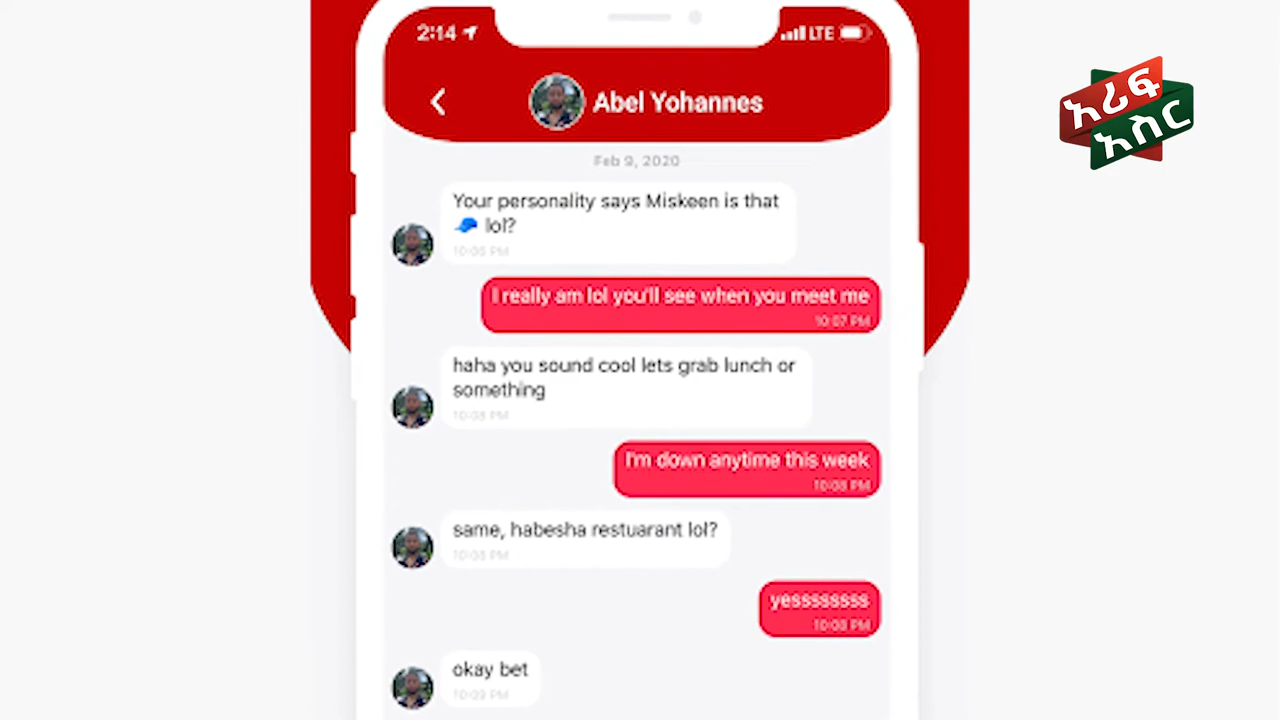 2:14
LTE
Abel Yohannes
አሪፍ
አስር
Feb 9, 2020
Your personality says Miskeen is that
🧢 lol?
10:06 PM
I really am lol you'll see when you meet me
10:07 PM
haha you sound cool lets grab lunch or
something
10:08 PM
I'm down anytime this week
10:08 PM
same, habesha restuarant lol?
10:08 PM
yesssssssss
10:08 PM
okay bet
10:09 PM